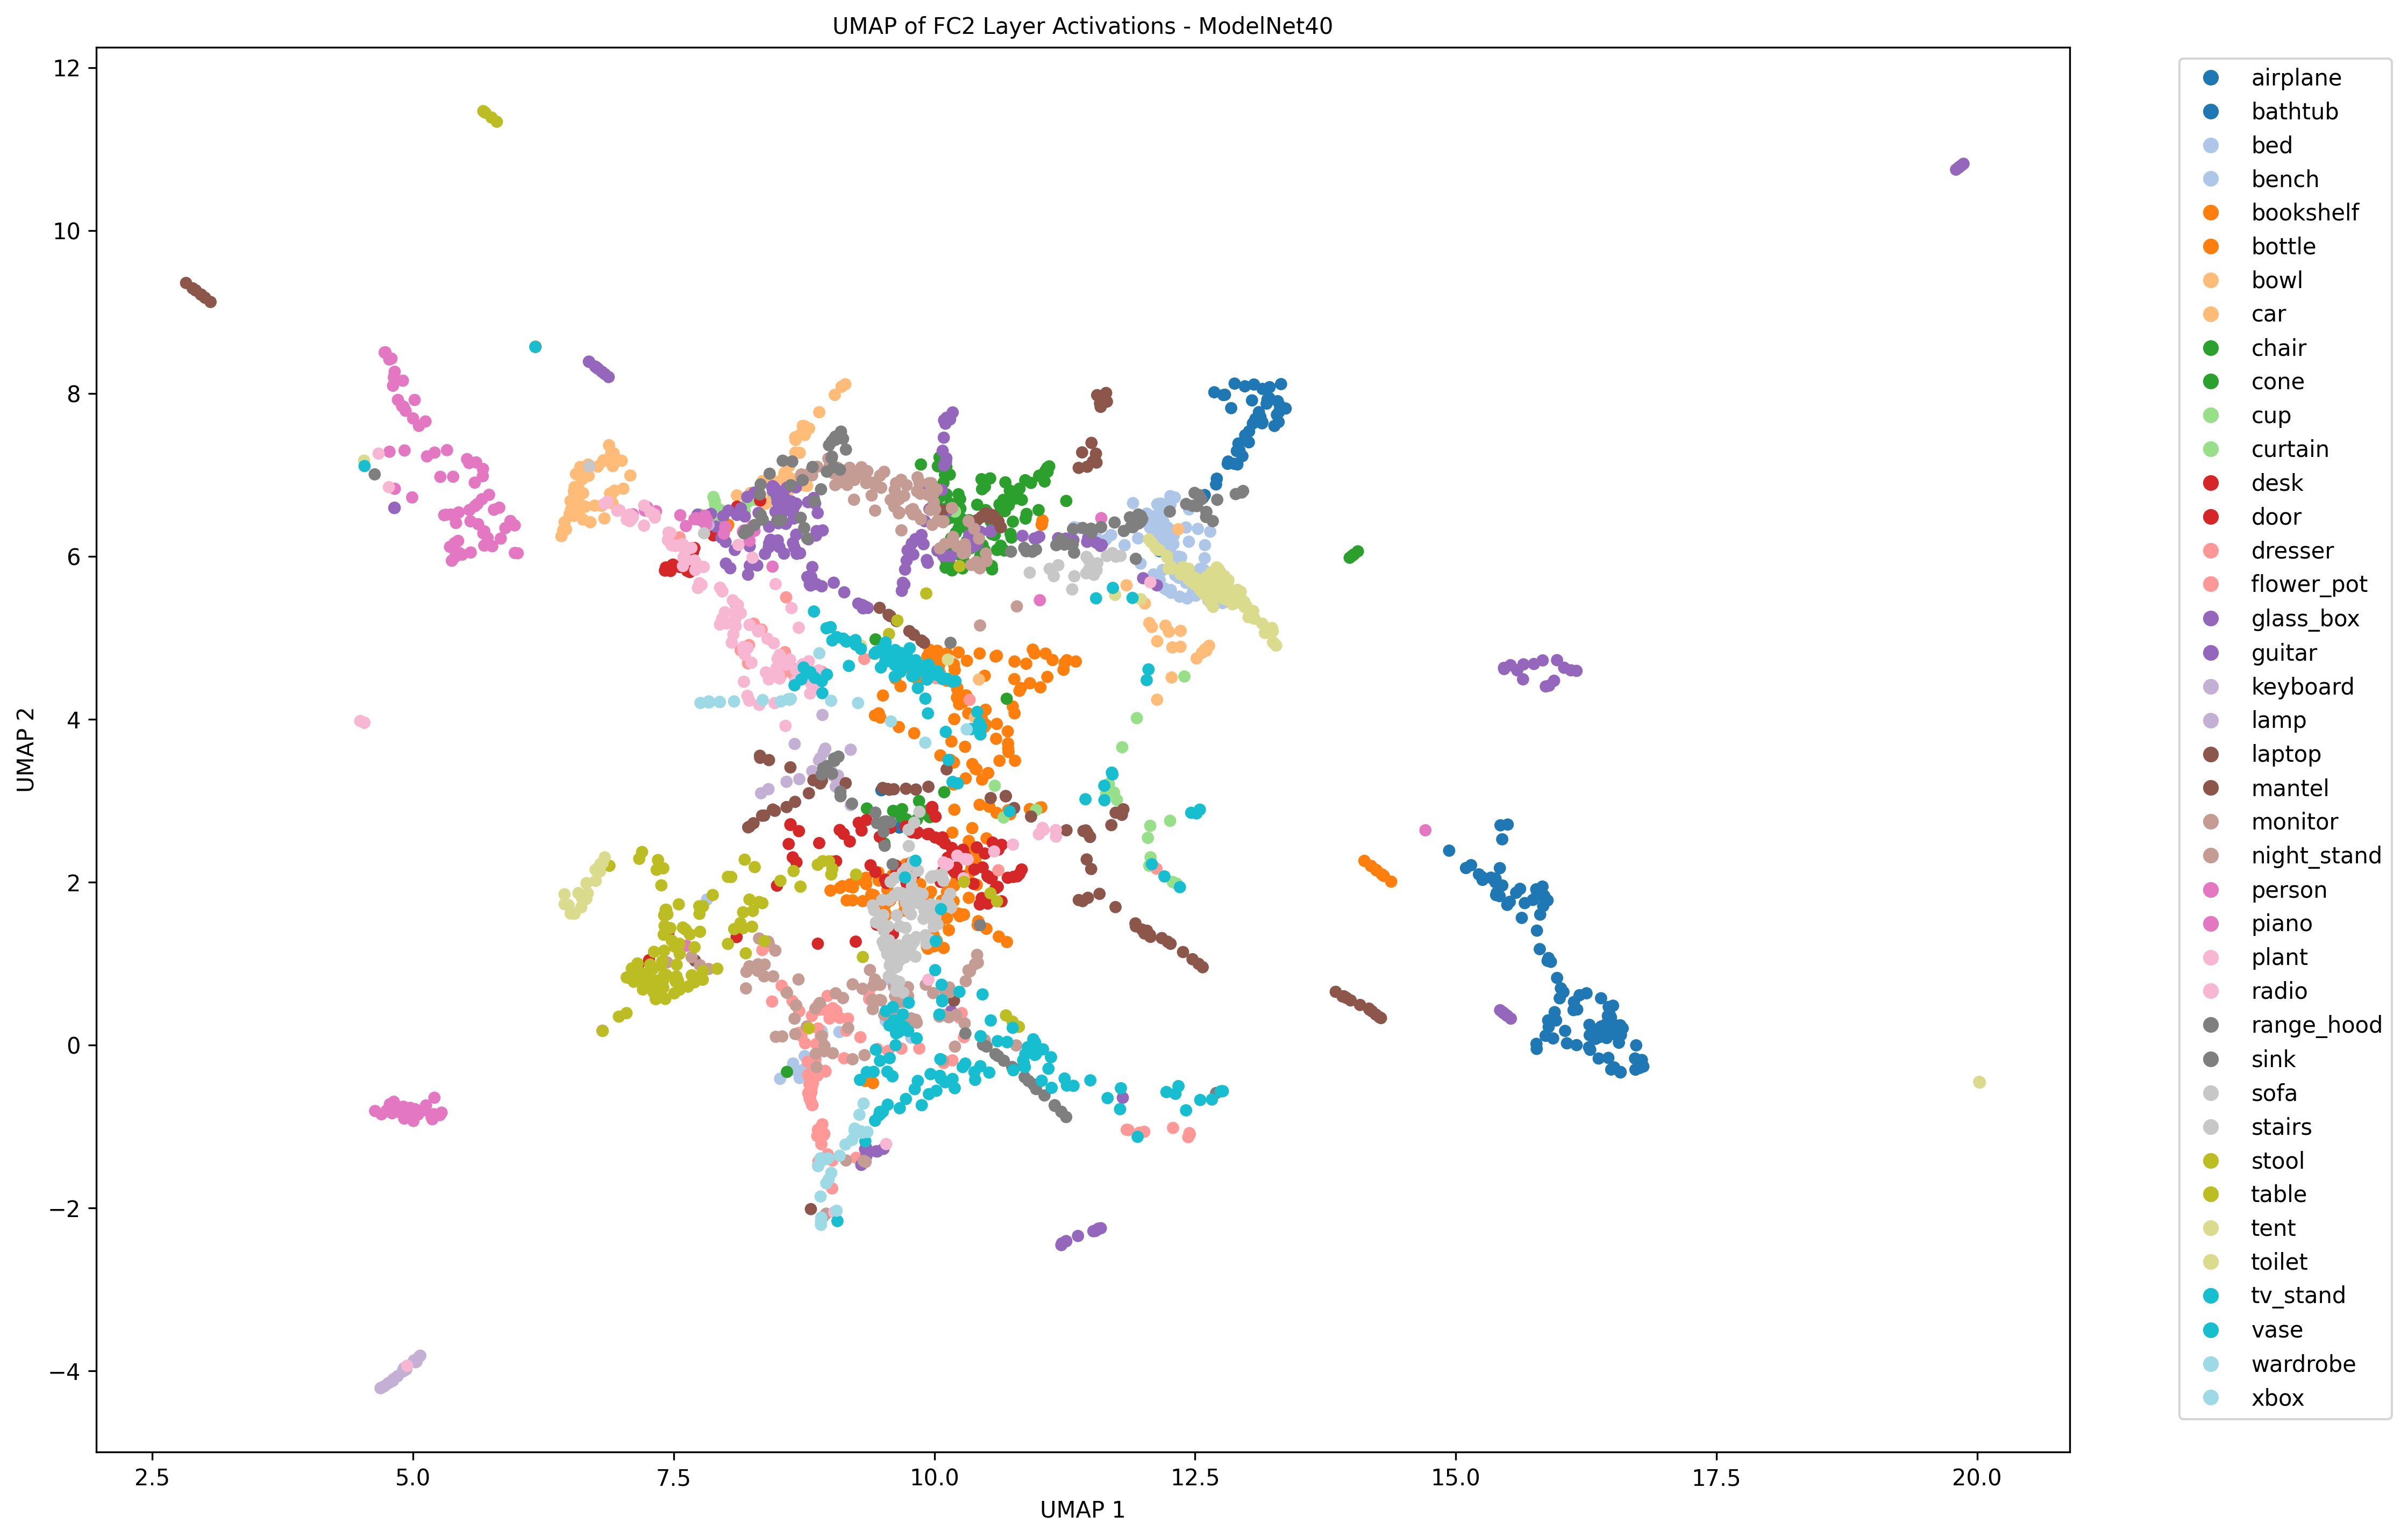 UMAP of FC2 Layer Activations - ModelNet40
12
10
8
6
4
2
0
−2
−4
UMAP 2
2.5 5.0 7.5 10.0 12.5 15.0 17.5 20.0
UMAP 1
airplane
bathtub
bed
bench
bookshelf
bottle
bowl
car
chair
cone
cup
curtain
desk
door
dresser
flower_pot
glass_box
guitar
keyboard
lamp
laptop
mantel
monitor
night_stand
person
piano
plant
radio
range_hood
sink
sofa
stairs
stool
table
tent
toilet
tv_stand
vase
wardrobe
xbox